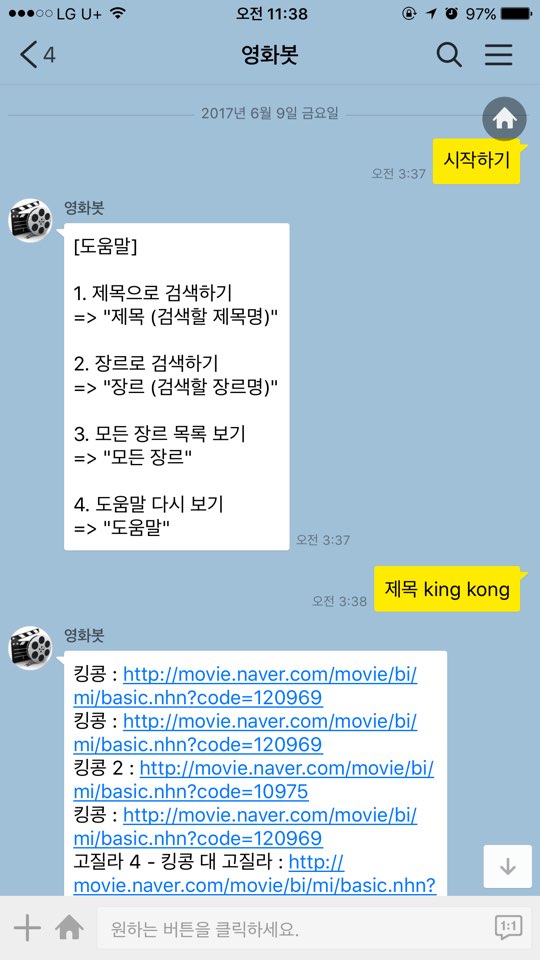 LG U+ 오전 11:38 97%
4 영화봇
2017년 6월 9일 금요일
시작하기
오전 3:37
영화봇
[도움말]
1. 제목으로 검색하기
=> "제목 (검색할 제목명)"
2. 장르로 검색하기
=> "장르 (검색할 장르명)"
3. 모든 장르 목록 보기
=> "모든 장르"
4. 도움말 다시 보기
=> "도움말"
오전 3:37
제목 king kong
오전 3:38
영화봇
킹콩 : http://movie.naver.com/movie/bi/
mi/basic.nhn?code=120969
킹콩 : http://movie.naver.com/movie/bi/
mi/basic.nhn?code=120969
킹콩 2 : http://movie.naver.com/movie/bi/
mi/basic.nhn?code=10975
킹콩 : http://movie.naver.com/movie/bi/
mi/basic.nhn?code=120969
고질라 4 - 킹콩 대 고질라 : http://
movie.naver.com/movie/bi/mi/basic.nhn?
원하는 버튼을 클릭하세요.
1:1